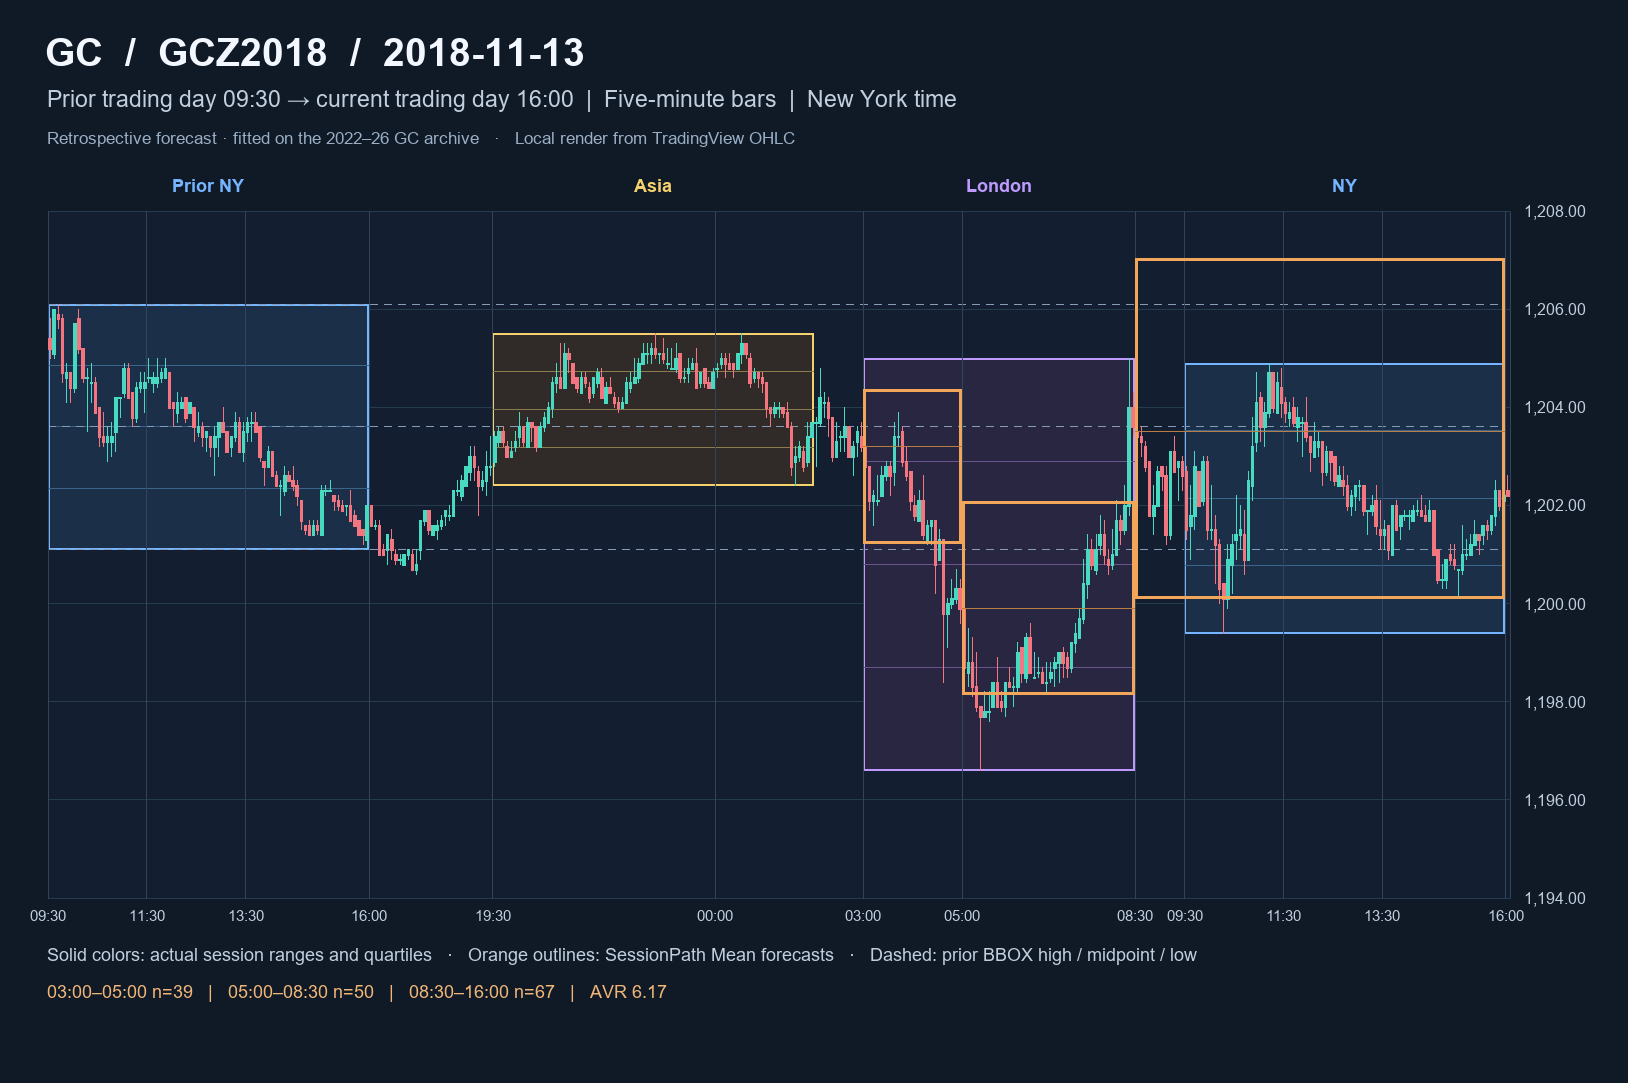 GC / GCZ2018 / 2018-11-13
Prior trading day 09:30 → current trading day 16:00 | Five-minute bars | New York time
Retrospective forecast · fitted on the 2022–26 GC archive · Local render from TradingView OHLC
Prior NY Asia London NY
1,208.00
1,206.00
1,204.00
1,202.00
1,200.00
1,198.00
1,196.00
1,194.00
09:30 11:30 13:30 16:00 19:30 00:00 03:00 05:00 08:30 09:30 11:30 13:30 16:00
Solid colors: actual session ranges and quartiles · Orange outlines: SessionPath Mean forecasts · Dashed: prior BBOX high / midpoint / low
03:00–05:00 n=39 | 05:00–08:30 n=50 | 08:30–16:00 n=67 | AVR 6.17